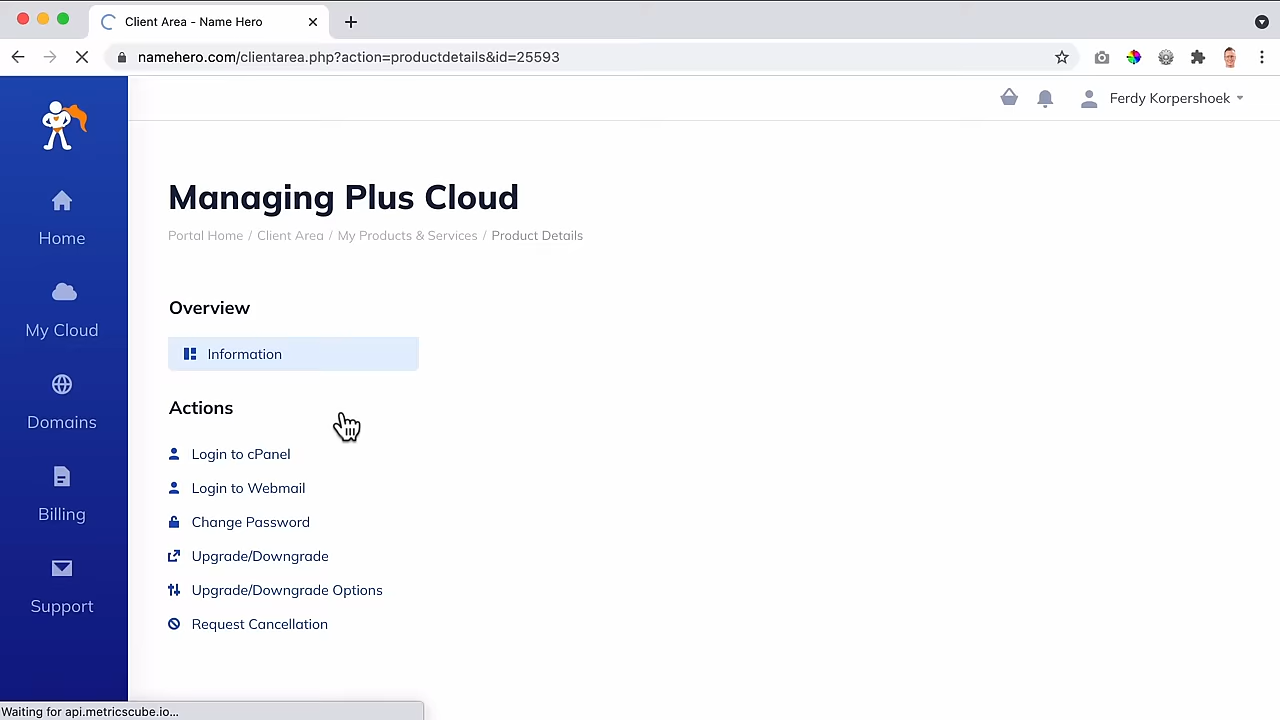 Client Area - Name Hero
namehero.com/clientarea.php?action=productdetails&id=25593
Ferdy Korpershoek
Home
My Cloud
Domains
Billing
Support
Managing Plus Cloud
Portal Home / Client Area / My Products & Services / Product Details
Overview
Information
Actions
Login to cPanel
Login to Webmail
Change Password
Upgrade/Downgrade
Upgrade/Downgrade Options
Request Cancellation
Waiting for api.metricscube.io...